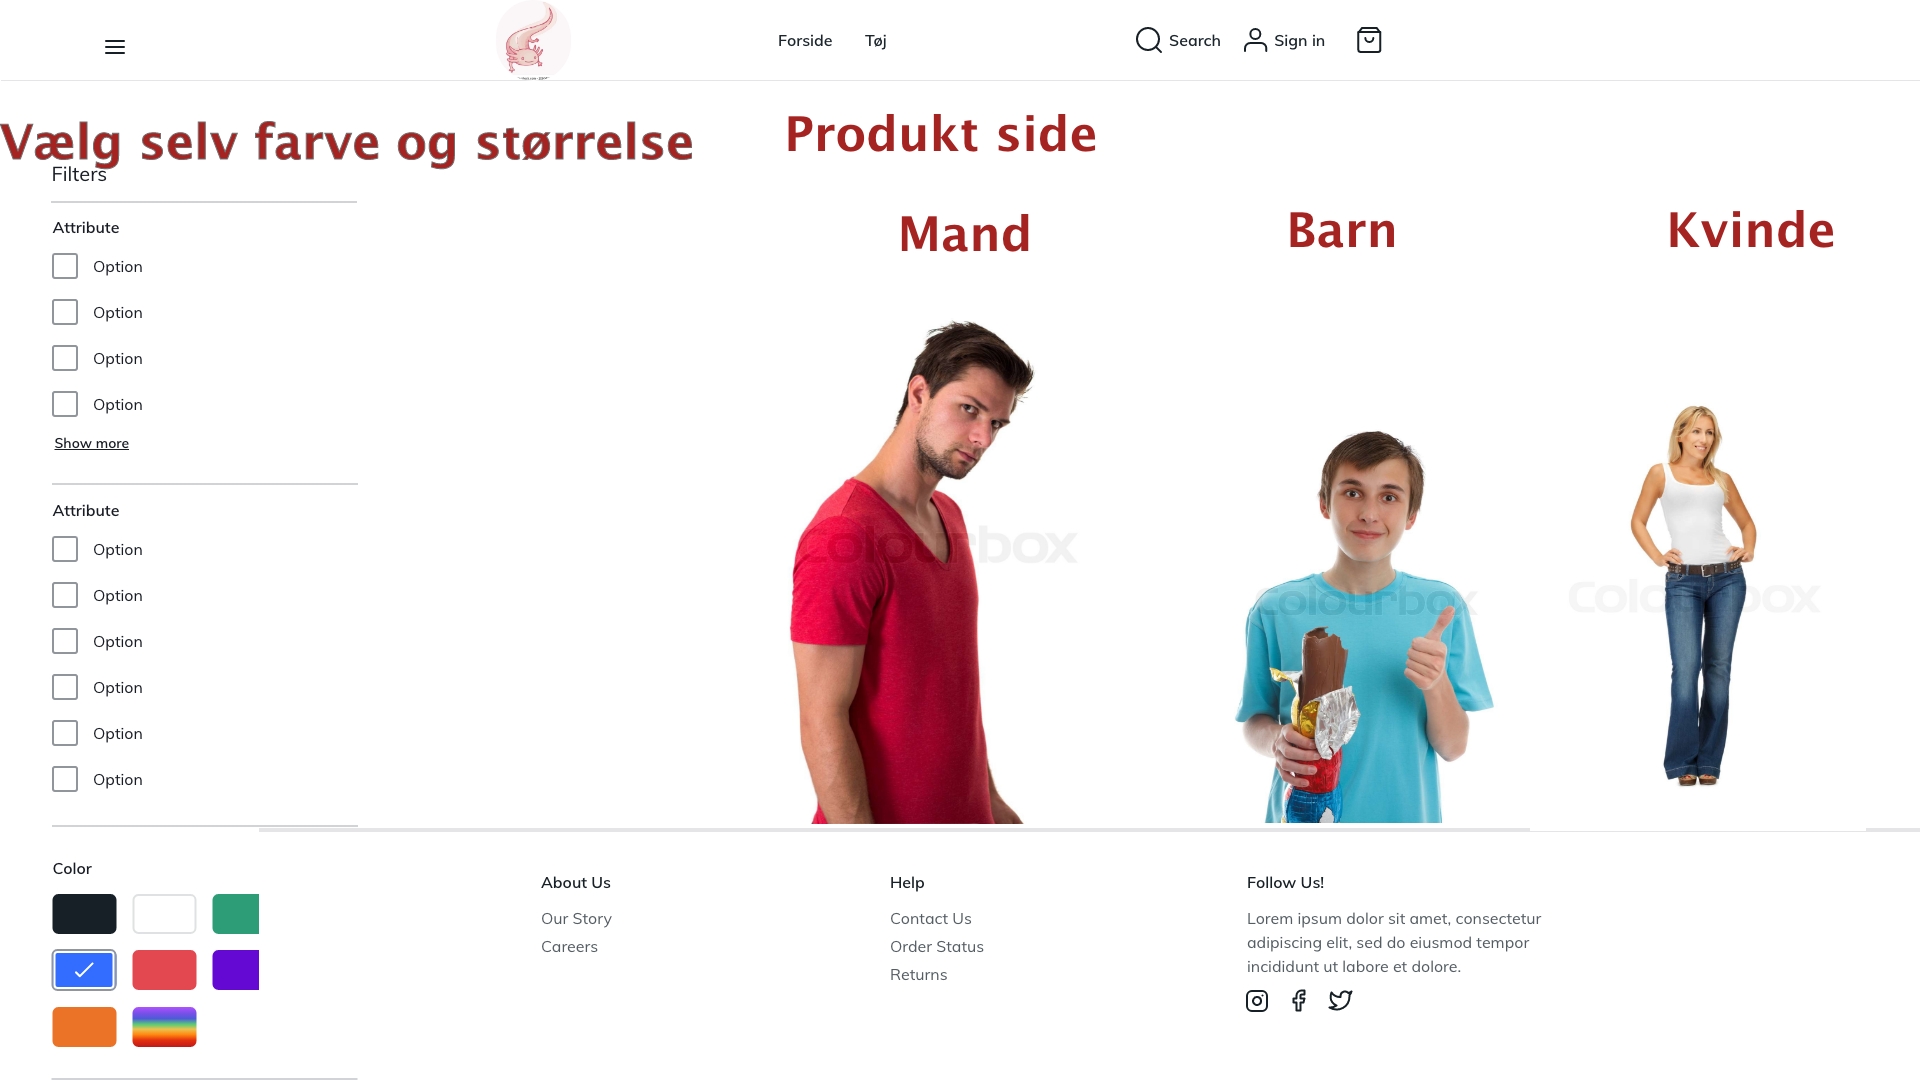 Forside
Tøj
Search
Sign in
Vælg selv farve og størrelse
Produkt side
Filters
Attribute
Option
Option
Option
Option
Show more
Attribute
Option
Option
Option
Option
Option
Option
Color
Mand
Barn
Kvinde
Colourbox
Colourbox
Colourbox
About Us
Our Story
Careers
Help
Contact Us
Order Status
Returns
Follow Us!
Lorem ipsum dolor sit amet, consectetur
adipiscing elit, sed do eiusmod tempor
incididunt ut labore et dolore.